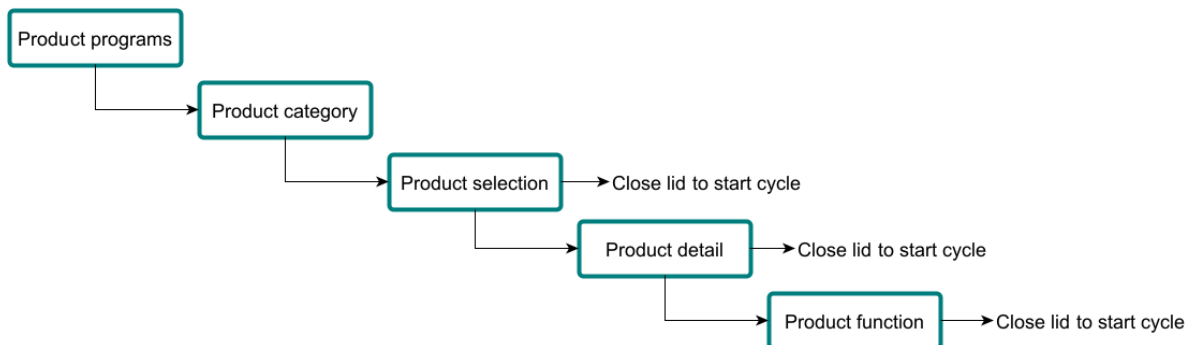 Product programs
Product category
Product selection
Close lid to start cycle
Product detail
Close lid to start cycle
Product function
Close lid to start cycle